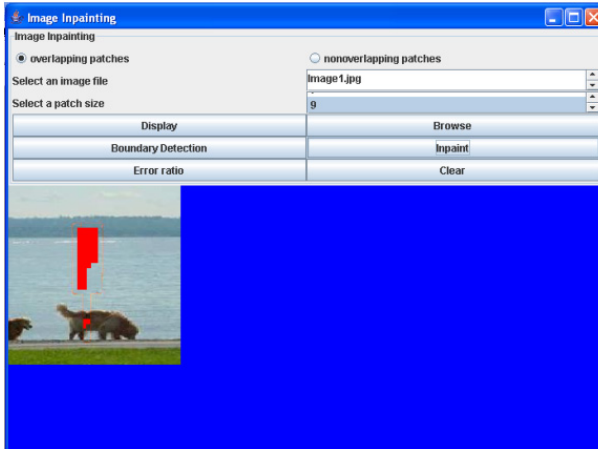 Image Inpainting
Image Inpainting
overlapping patches nonoverlapping patches
Select an image file Image1.jpg
Select a patch size 9
Display Browse
Boundary Detection Inpaint
Error ratio Clear